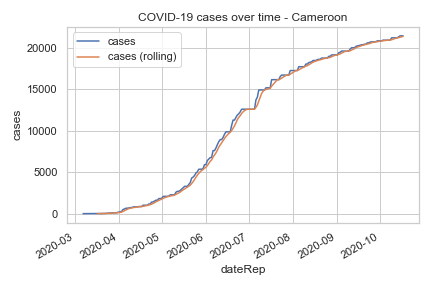 COVID-19 cases over time - Cameroon
cases
cases (rolling)
20000
15000
10000
5000
0
cases
2020-03
2020-04
2020-05
2020-06
2020-07
2020-08
2020-09
2020-10
dateRep